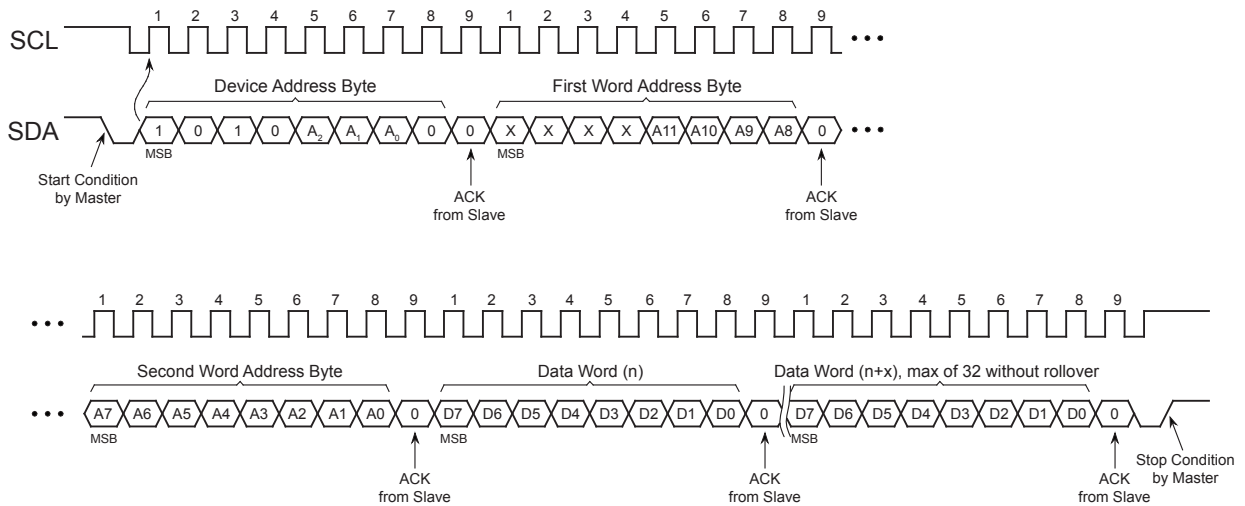 1 2 3 4 5 6 7 8 9 1 2 3 4 5 6 7 8 9
SCL
Device Address Byte First Word Address Byte
SDA 1 0 1 0 A₂ A₁ A₀ 0 0 X X X X A11 A10 A9 A8 0
MSB MSB
Start Condition
by Master
ACK
from Slave
ACK
from Slave
1 2 3 4 5 6 7 8 9 1 2 3 4 5 6 7 8 9 1 2 3 4 5 6 7 8 9
Second Word Address Byte Data Word (n) Data Word (n+x), max of 32 without rollover
A7 A6 A5 A4 A3 A2 A1 A0 0 D7 D6 D5 D4 D3 D2 D1 D0 0 D7 D6 D5 D4 D3 D2 D1 D0 0
MSB MSB MSB
ACK
from Slave
ACK
from Slave
ACK
from Slave
Stop Condition
by Master